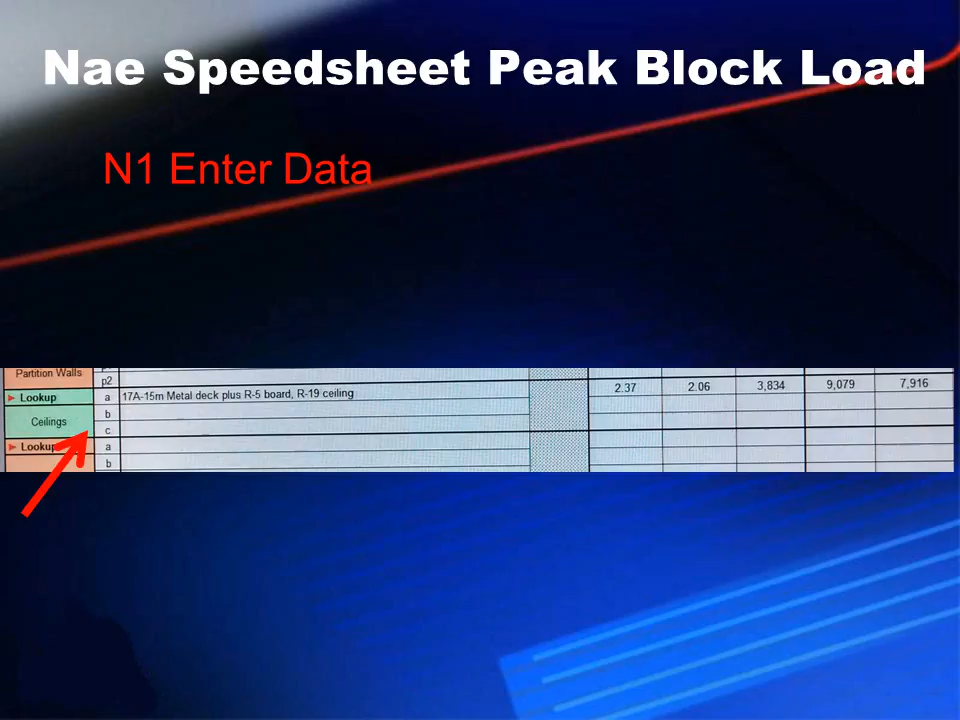 Nae Speedsheet Peak Block Load
N1 Enter Data
Partition Walls
p2
Lookup a 17A-15m Metal deck plus R-5 board, R-19 ceiling 2.37 2.06 3,834 9,079 7,916
b
Ceilings
c
Lookup a
b